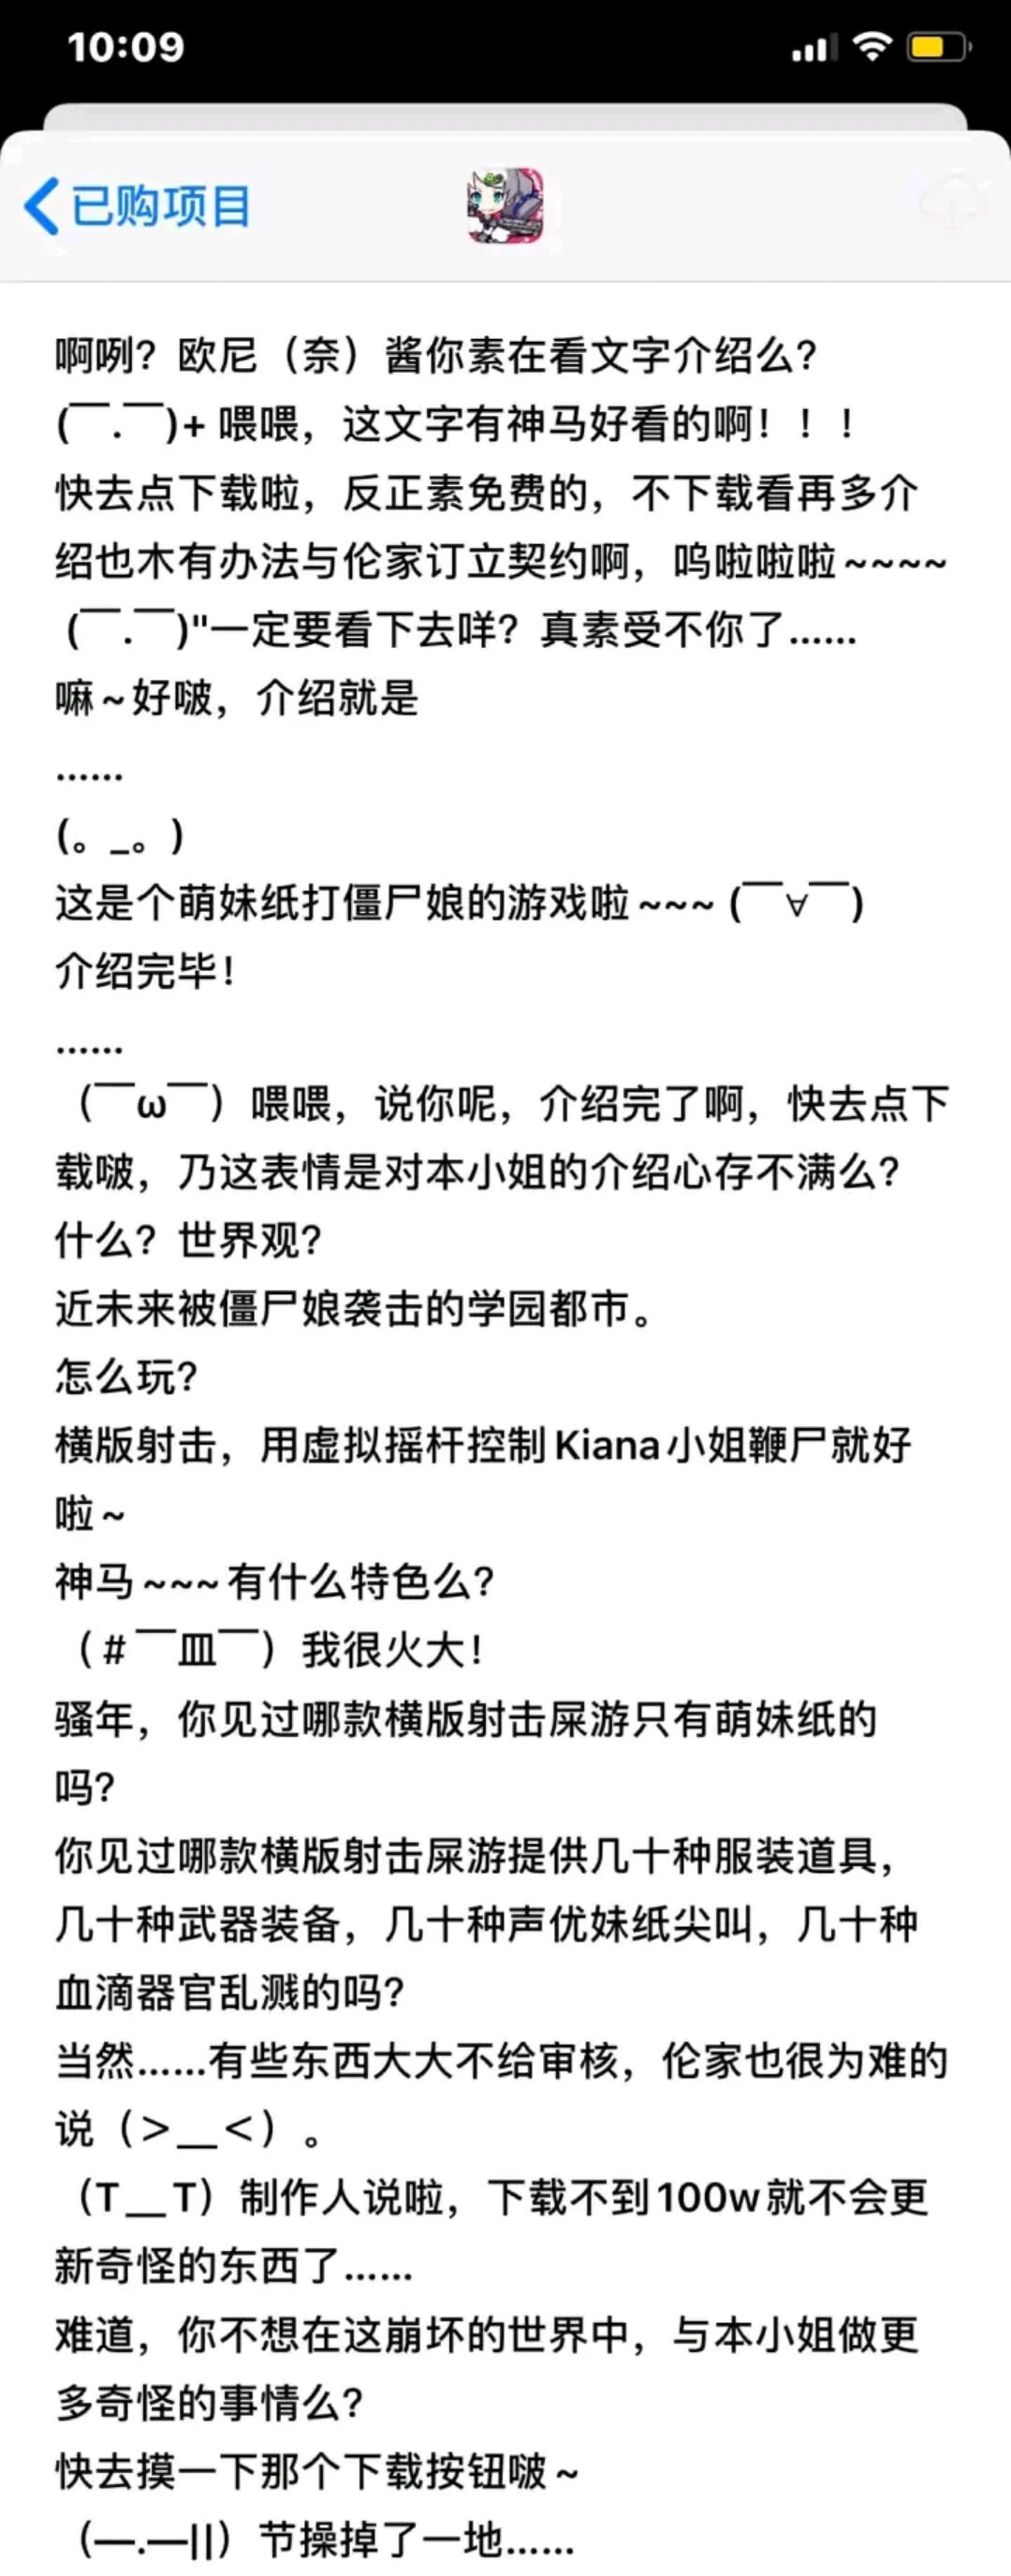 10:09
已购项目
啊咧？欧尼（奈）酱你素在看文字介绍么？
(￣.￣)+ 喂喂，这文字有神马好看的啊！！！
快去点下载啦，反正素免费的，不下载看再多介
绍也木有办法与伦家订立契约啊，呜啦啦啦~~~~
(￣.￣)"一定要看下去咩？真素受不你了……
嘛~好啵，介绍就是
……
(。_。)
这是个萌妹纸打僵尸娘的游戏啦~~~ (￣∀￣)
介绍完毕！
……
（￣ω￣）喂喂，说你呢，介绍完了啊，快去点下
载啵，乃这表情是对本小姐的介绍心存不满么？
什么？世界观？
近未来被僵尸娘袭击的学园都市。
怎么玩？
横版射击，用虚拟摇杆控制Kiana小姐鞭尸就好
啦~
神马~~~有什么特色么？
（#￣皿￣）我很火大！
骚年，你见过哪款横版射击屎游只有萌妹纸的
吗？
你见过哪款横版射击屎游提供几十种服装道具，
几十种武器装备，几十种声优妹纸尖叫，几十种
血滴器官乱溅的吗？
当然……有些东西大大不给审核，伦家也很为难的
说（>__<）。
（T__T）制作人说啦，下载不到100w就不会更
新奇怪的东西了……
难道，你不想在这崩坏的世界中，与本小姐做更
多奇怪的事情么？
快去摸一下那个下载按钮啵~
（—.—||）节操掉了一地……